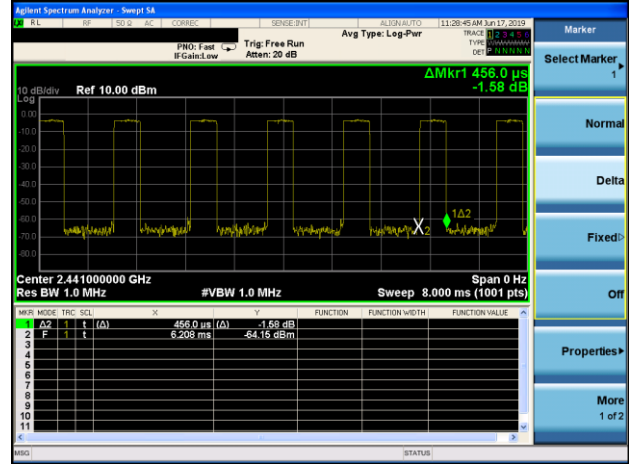 Agilent Spectrum Analyzer - Swept SA
RL RF 50 Ω AC CORREC SENSE:INT ALIGNAUTO 11:28:45 AM Jun 17, 2019
Marker
Avg Type: Log-Pwr
TRACE 1 2 3 4 5 6
TYPE
DET P N N N N N
PNO: Fast
IFGain:Low
Trig: Free Run
Atten: 20 dB
Select Marker
1
ΔMkr1 456.0 µs
-1.58 dB
10 dB/div
Ref 10.00 dBm
Log
0.00
-10.0
-20.0
-30.0
-40.0
-50.0
-60.0
-70.0
-80.0
X2
1Δ2
Normal
Delta
Fixed
Off
Center 2.441000000 GHz
Span 0 Hz
Res BW 1.0 MHz
#VBW 1.0 MHz
Sweep 8.000 ms (1001 pts)
MKR MODE TRC SCL X Y FUNCTION FUNCTION WIDTH FUNCTION VALUE
1 Δ2 1 t (Δ) 456.0 µs (Δ) -1.58 dB
2 F 1 t 6.208 ms -64.15 dBm
3
4
5
6
7
8
9
10
11
Properties
More
1 of 2
MSG
STATUS